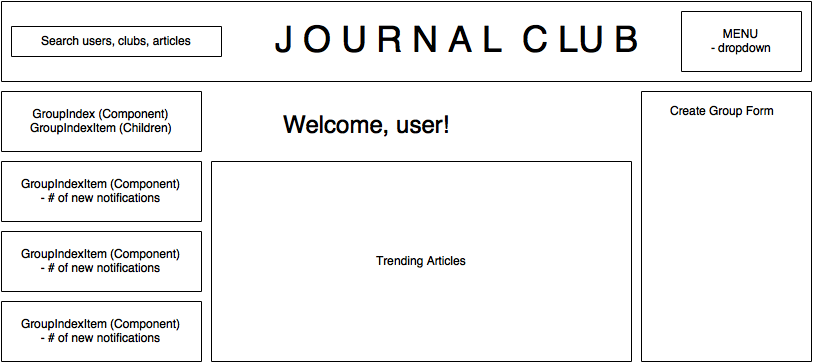 Search users, clubs, articles
JOURNAL CLUB
MENU
- dropdown
GroupIndex (Component)
GroupIndexItem (Children)
Welcome, user!
Create Group Form
GroupIndexItem (Component)
- # of new notifications
GroupIndexItem (Component)
- # of new notifications
Trending Articles
GroupIndexItem (Component)
- # of new notifications